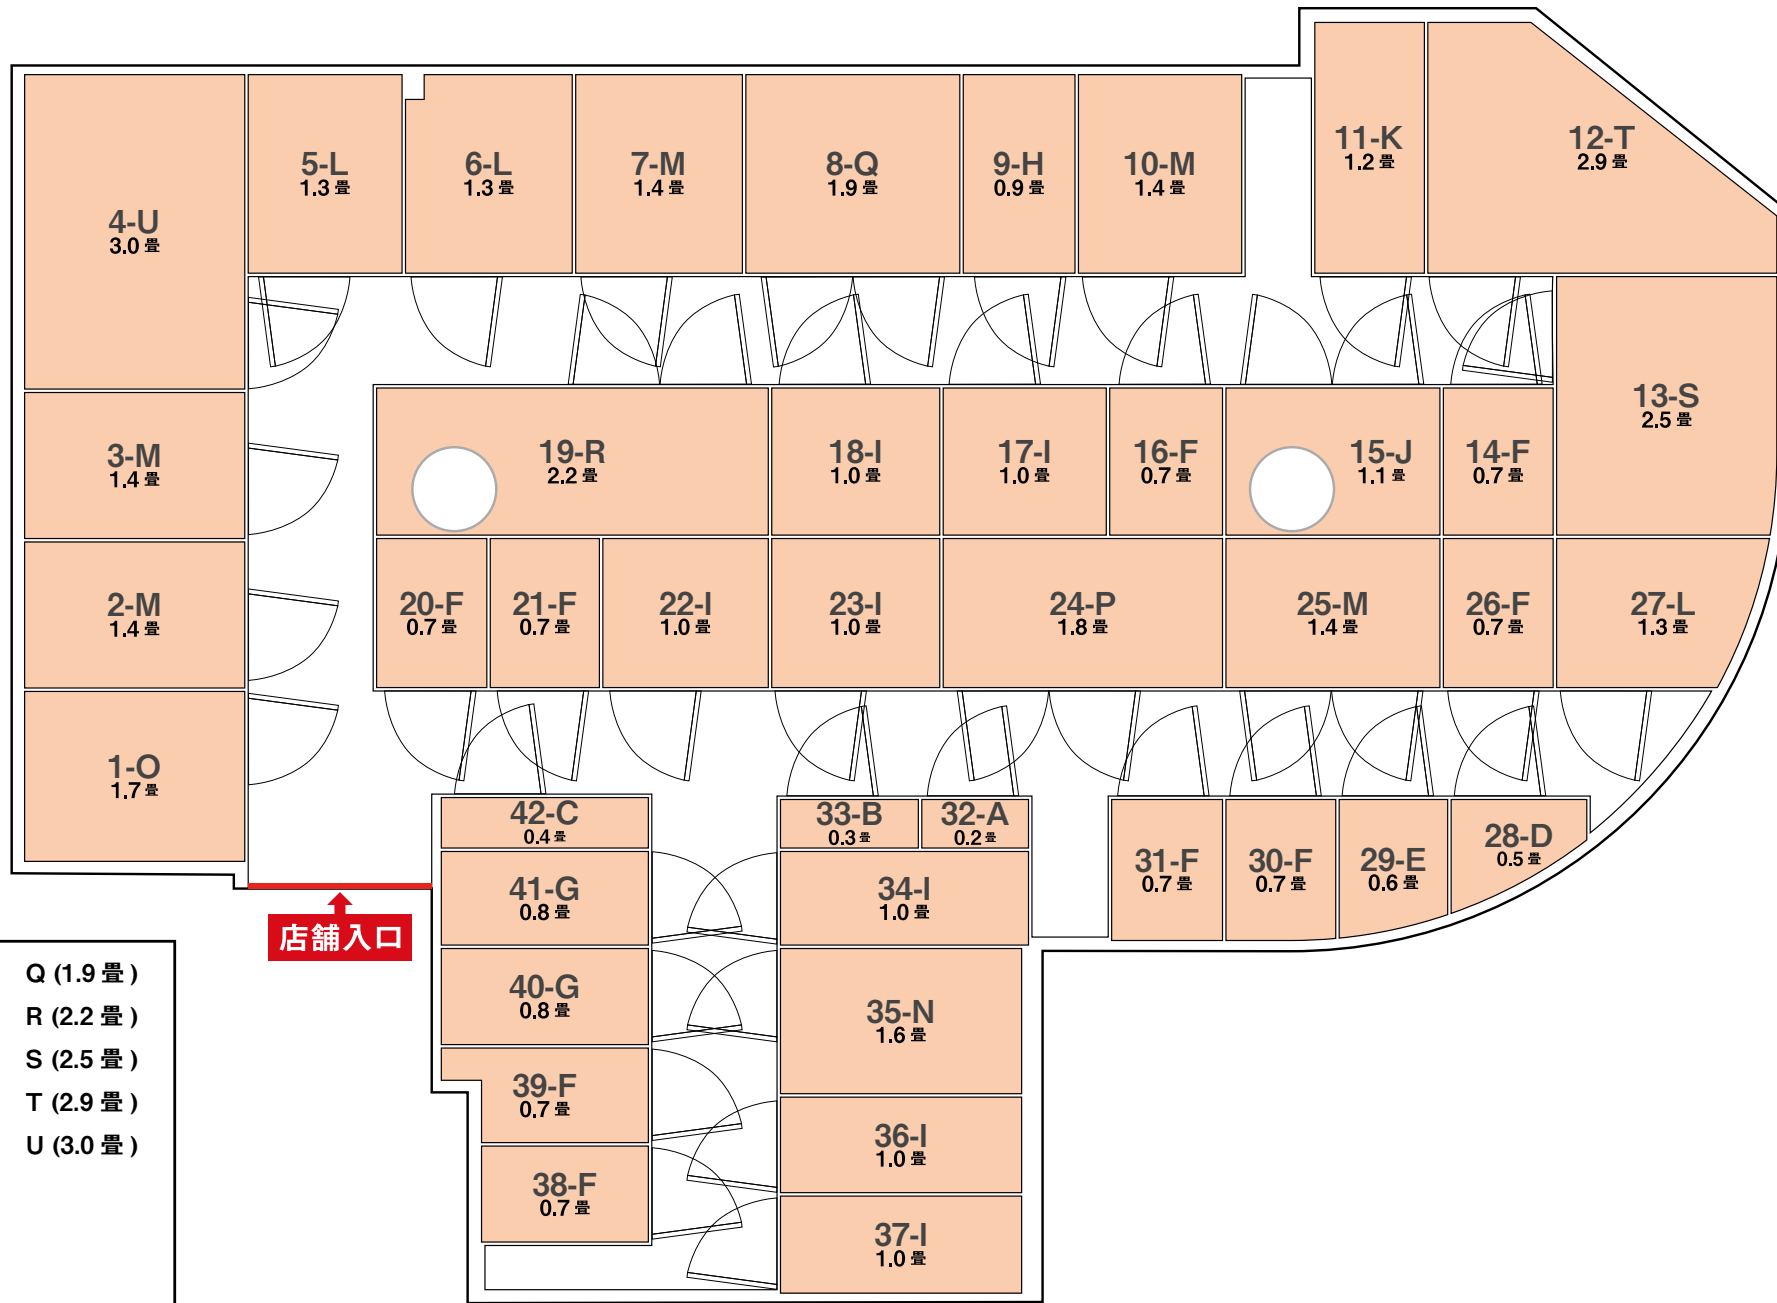 11-K
1.2 畳
12-T
2.9 畳
5-L
1.3 畳
6-L
1.3 畳
7-M
1.4 畳
8-Q
1.9 畳
9-H
0.9 畳
10-M
1.4 畳
4-U
3.0 畳
13-S
2.5 畳
3-M
1.4 畳
19-R
2.2 畳
18-I
1.0 畳
17-I
1.0 畳
16-F
0.7 畳
15-J
1.1 畳
14-F
0.7 畳
2-M
1.4 畳
20-F
0.7 畳
21-F
0.7 畳
22-I
1.0 畳
23-I
1.0 畳
24-P
1.8 畳
25-M
1.4 畳
26-F
0.7 畳
27-L
1.3 畳
1-O
1.7 畳
42-C
0.4 畳
33-B
0.3 畳
32-A
0.2 畳
31-F
0.7 畳
30-F
0.7 畳
29-E
0.6 畳
28-D
0.5 畳
41-G
0.8 畳
34-I
1.0 畳
店舗入口
40-G
0.8 畳
35-N
1.6 畳
39-F
0.7 畳
36-I
1.0 畳
38-F
0.7 畳
37-I
1.0 畳
Q (1.9 畳 )
R (2.2 畳 )
S (2.5 畳 )
T (2.9 畳 )
U (3.0 畳 )